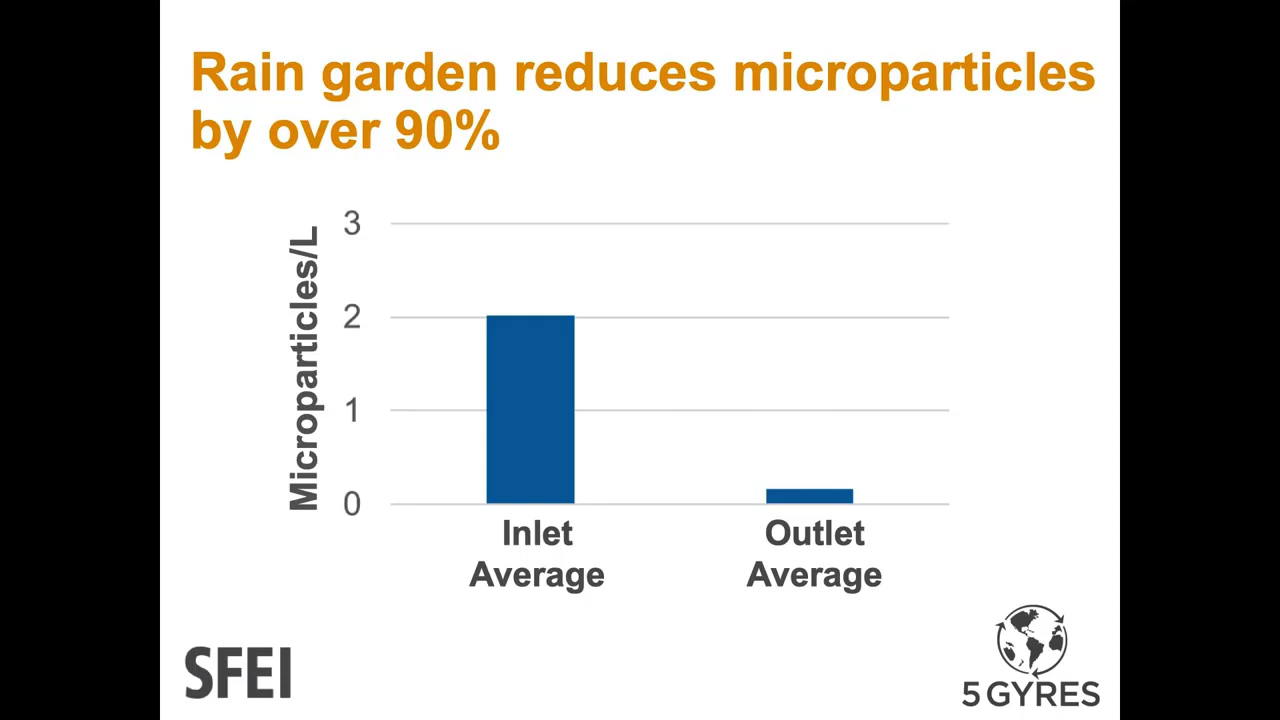 Rain garden reduces microparticles
by over 90%
Microparticles/L
3
2
1
0
Inlet
Average
Outlet
Average
SFEI
5 GYRES